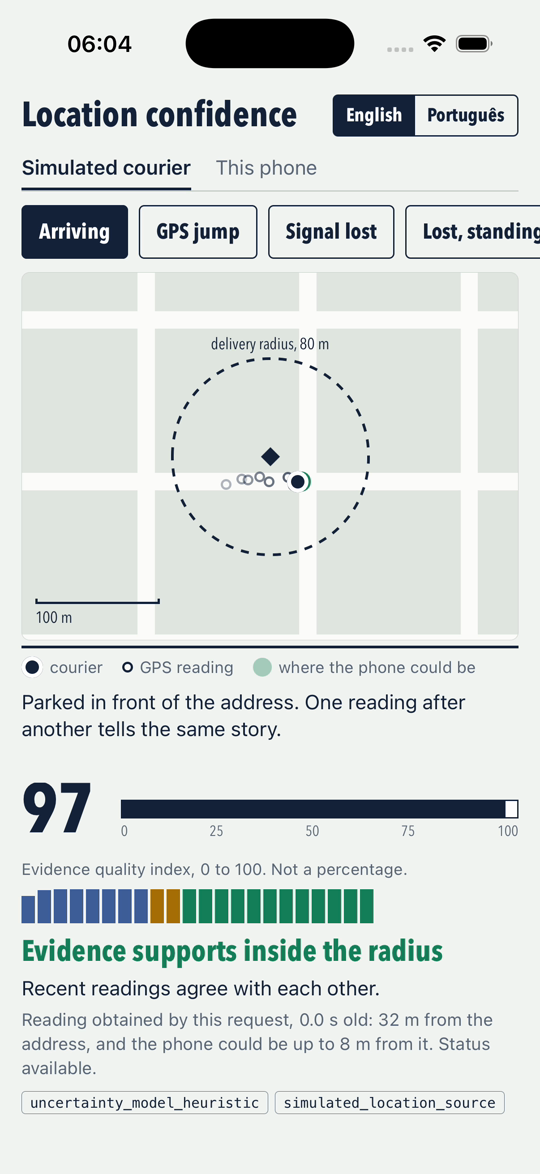 06:04
Location confidence
English
Português
Simulated courier
This phone
Arriving
GPS jump
Signal lost
Lost, standing
delivery radius, 80 m
100 m
courier
GPS reading
where the phone could be
Parked in front of the address. One reading after
another tells the same story.
97
0
25
50
75
100
Evidence quality index, 0 to 100. Not a percentage.
Evidence supports inside the radius
Recent readings agree with each other.
Reading obtained by this request, 0.0 s old: 32 m from the
address, and the phone could be up to 8 m from it. Status
available.
uncertainty_model_heuristic
simulated_location_source